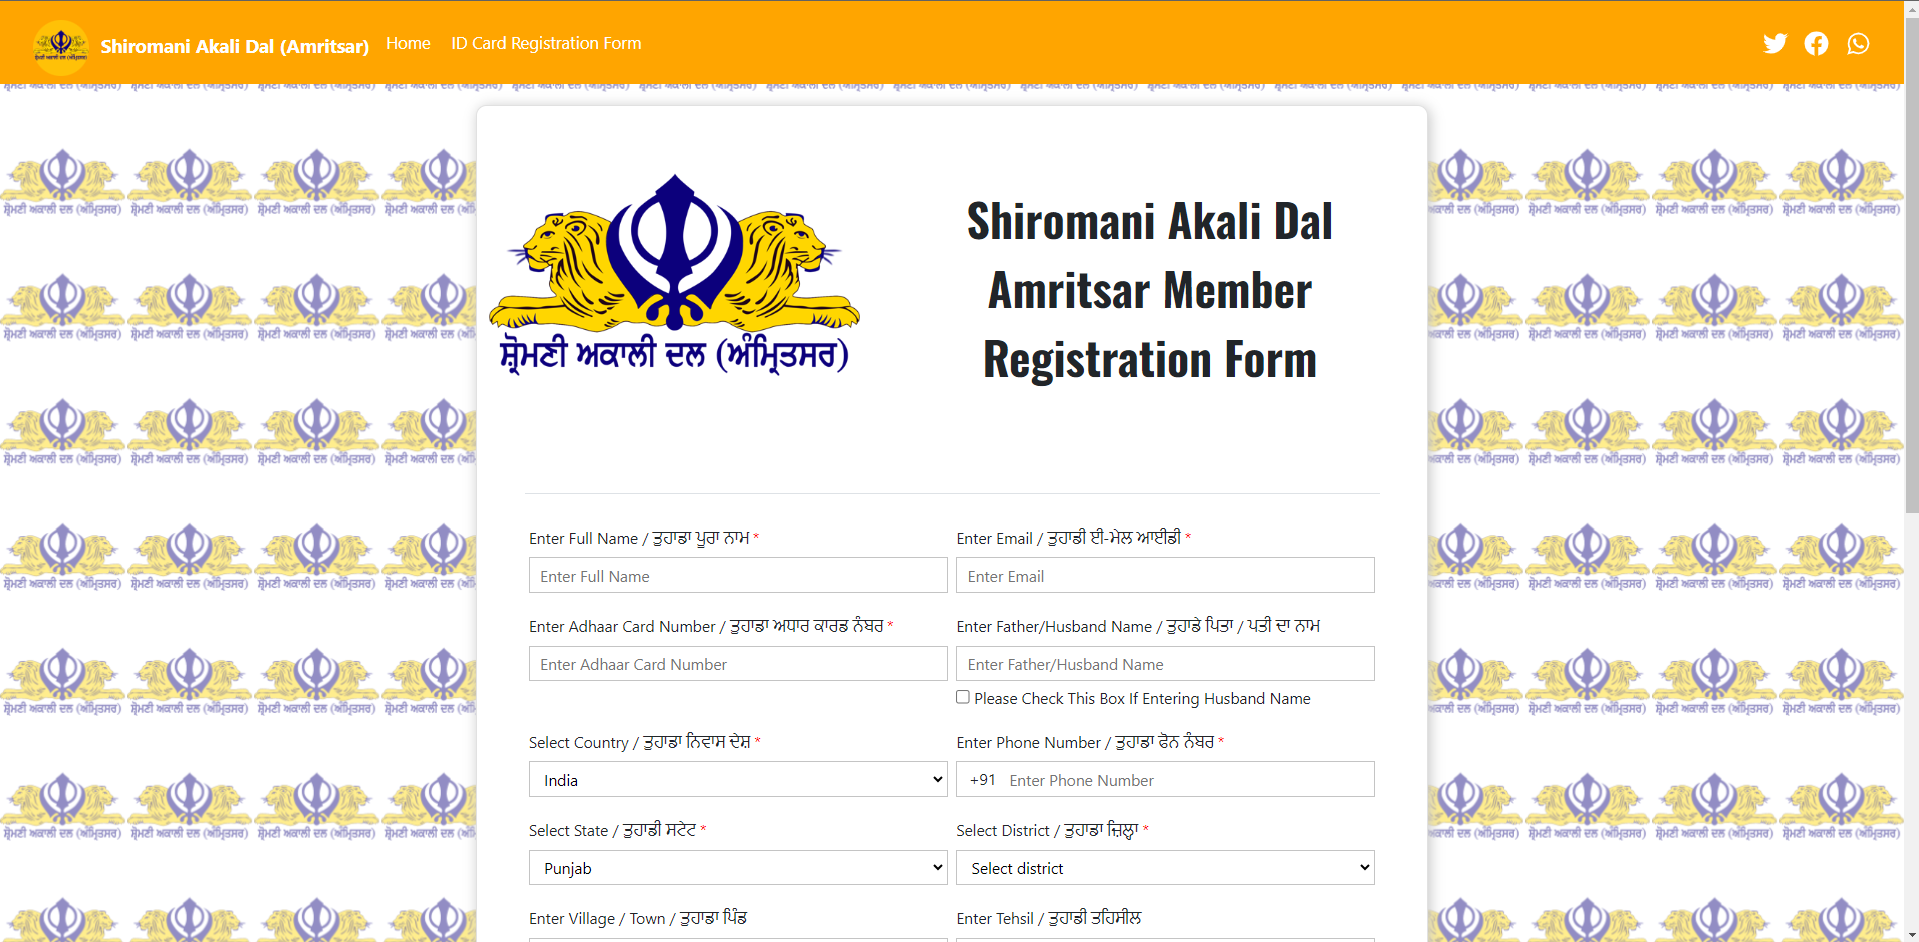 Shiromani Akali Dal (Amritsar) Home ID Card Registration Form
ਸ਼੍ਰੋਮਣੀ ਅਕਾਲੀ ਦਲ (ਅੰਮ੍ਰਿਤਸਰ)
Shiromani Akali Dal
Amritsar Member
Registration Form
Enter Full Name / ਤੁਹਾਡਾ ਪੂਰਾ ਨਾਮ *
Enter Email / ਤੁਹਾਡੀ ਈ-ਮੇਲ ਆਈਡੀ *
Enter Full Name
Enter Email
Enter Adhaar Card Number / ਤੁਹਾਡਾ ਅਧਾਰ ਕਾਰਡ ਨੰਬਰ *
Enter Father/Husband Name / ਤੁਹਾਡੇ ਪਿਤਾ / ਪਤੀ ਦਾ ਨਾਮ
Enter Adhaar Card Number
Enter Father/Husband Name
Please Check This Box If Entering Husband Name
Select Country / ਤੁਹਾਡਾ ਨਿਵਾਸ ਦੇਸ਼ *
Enter Phone Number / ਤੁਹਾਡਾ ਫੋਨ ਨੰਬਰ *
India
+91 Enter Phone Number
Select State / ਤੁਹਾਡੀ ਸਟੇਟ *
Select District / ਤੁਹਾਡਾ ਜ਼ਿਲ੍ਹਾ *
Punjab
Select district
Enter Village / Town / ਤੁਹਾਡਾ ਪਿੰਡ
Enter Tehsil / ਤੁਹਾਡੀ ਤਹਿਸੀਲ